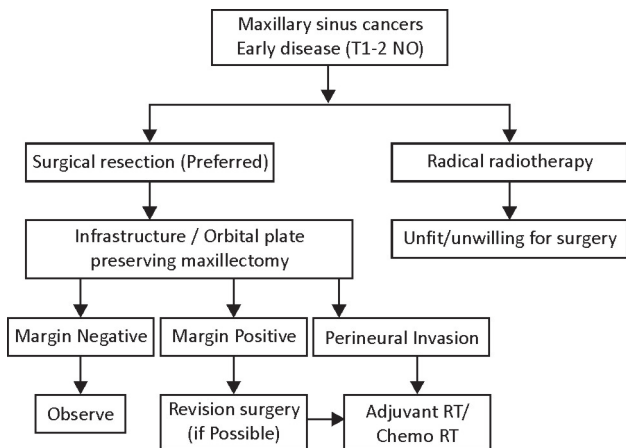 Maxillary sinus cancers
Early disease (T1-2 NO)
Surgical resection (Preferred)
Radical radiotherapy
Infrastructure / Orbital plate
preserving maxillectomy
Unfit/unwilling for surgery
Margin Negative
Margin Positive
Perineural Invasion
Observe
Revision surgery
(if Possible)
Adjuvant RT/
Chemo RT